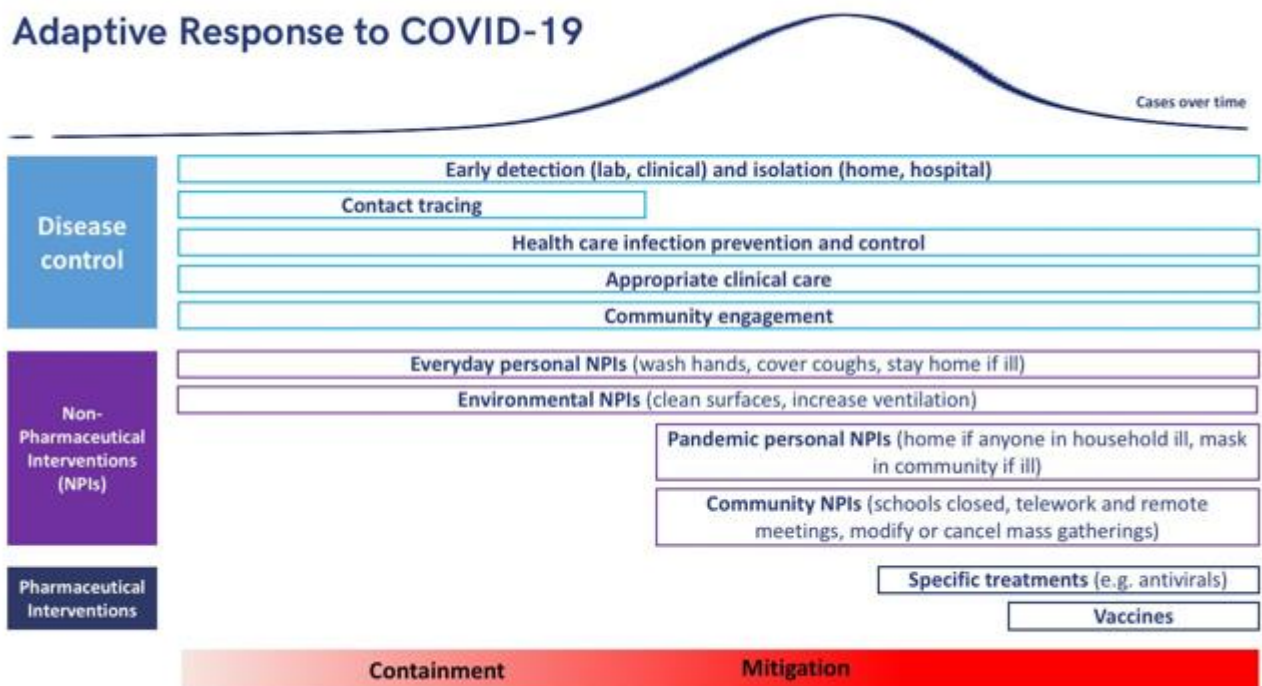 Adaptive Response to COVID-19
Cases over time
Disease
control
Early detection (lab, clinical) and isolation (home, hospital)
Contact tracing
Health care infection prevention and control
Appropriate clinical care
Community engagement
Non-
Pharmaceutical
Interventions
(NPIs)
Everyday personal NPIs (wash hands, cover coughs, stay home if ill)
Environmental NPIs (clean surfaces, increase ventilation)
Pandemic personal NPIs (home if anyone in household ill, mask
in community if ill)
Community NPIs (schools closed, telework and remote
meetings, modify or cancel mass gatherings)
Pharmaceutical
Interventions
Specific treatments (e.g. antivirals)
Vaccines
Containment
Mitigation